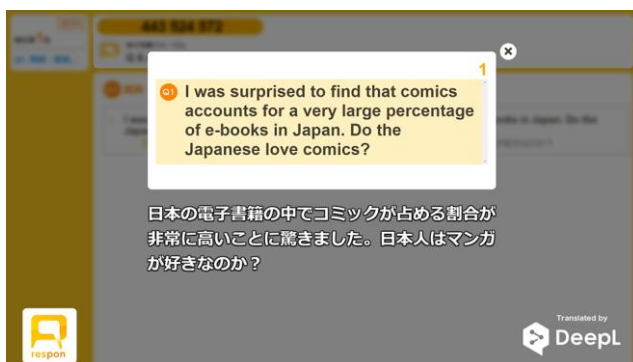 443 524 572
1
Q1 I was surprised to find that comics
accounts for a very large percentage
of e-books in Japan. Do the
Japanese love comics?
日本の電子書籍の中でコミックが占める割合が
非常に高いことに驚きました。日本人はマンガ
が好きなのか？
respon
Translated by
DeepL